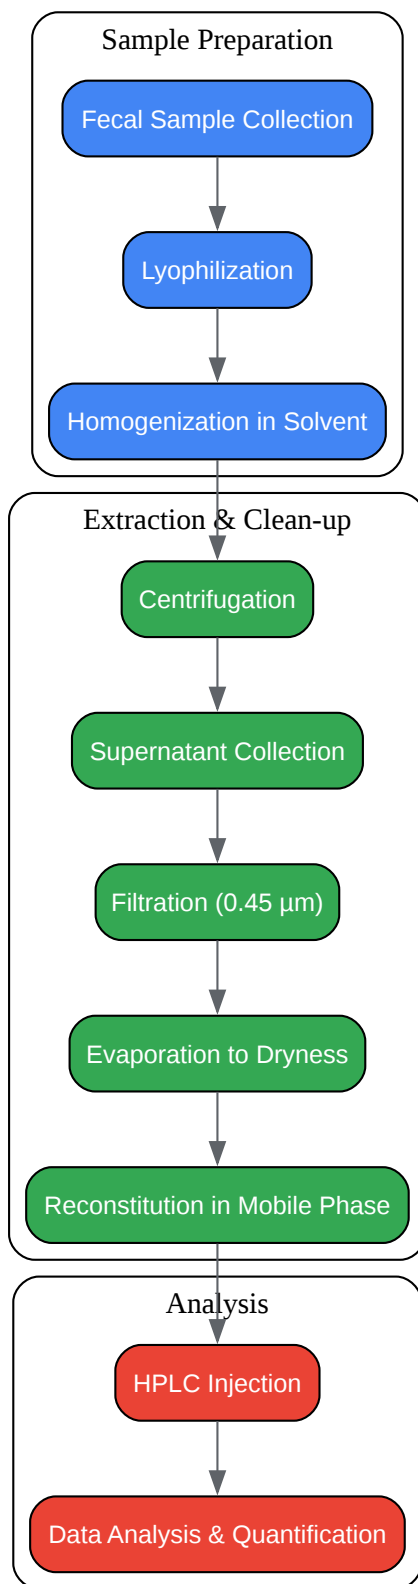 Sample Preparation
Fecal Sample Collection
Lyophilization
Homogenization in Solvent
Extraction & Clean-up
Centrifugation
Supernatant Collection
Filtration (0.45 µm)
Evaporation to Dryness
Reconstitution in Mobile Phase
Analysis
HPLC Injection
Data Analysis & Quantification